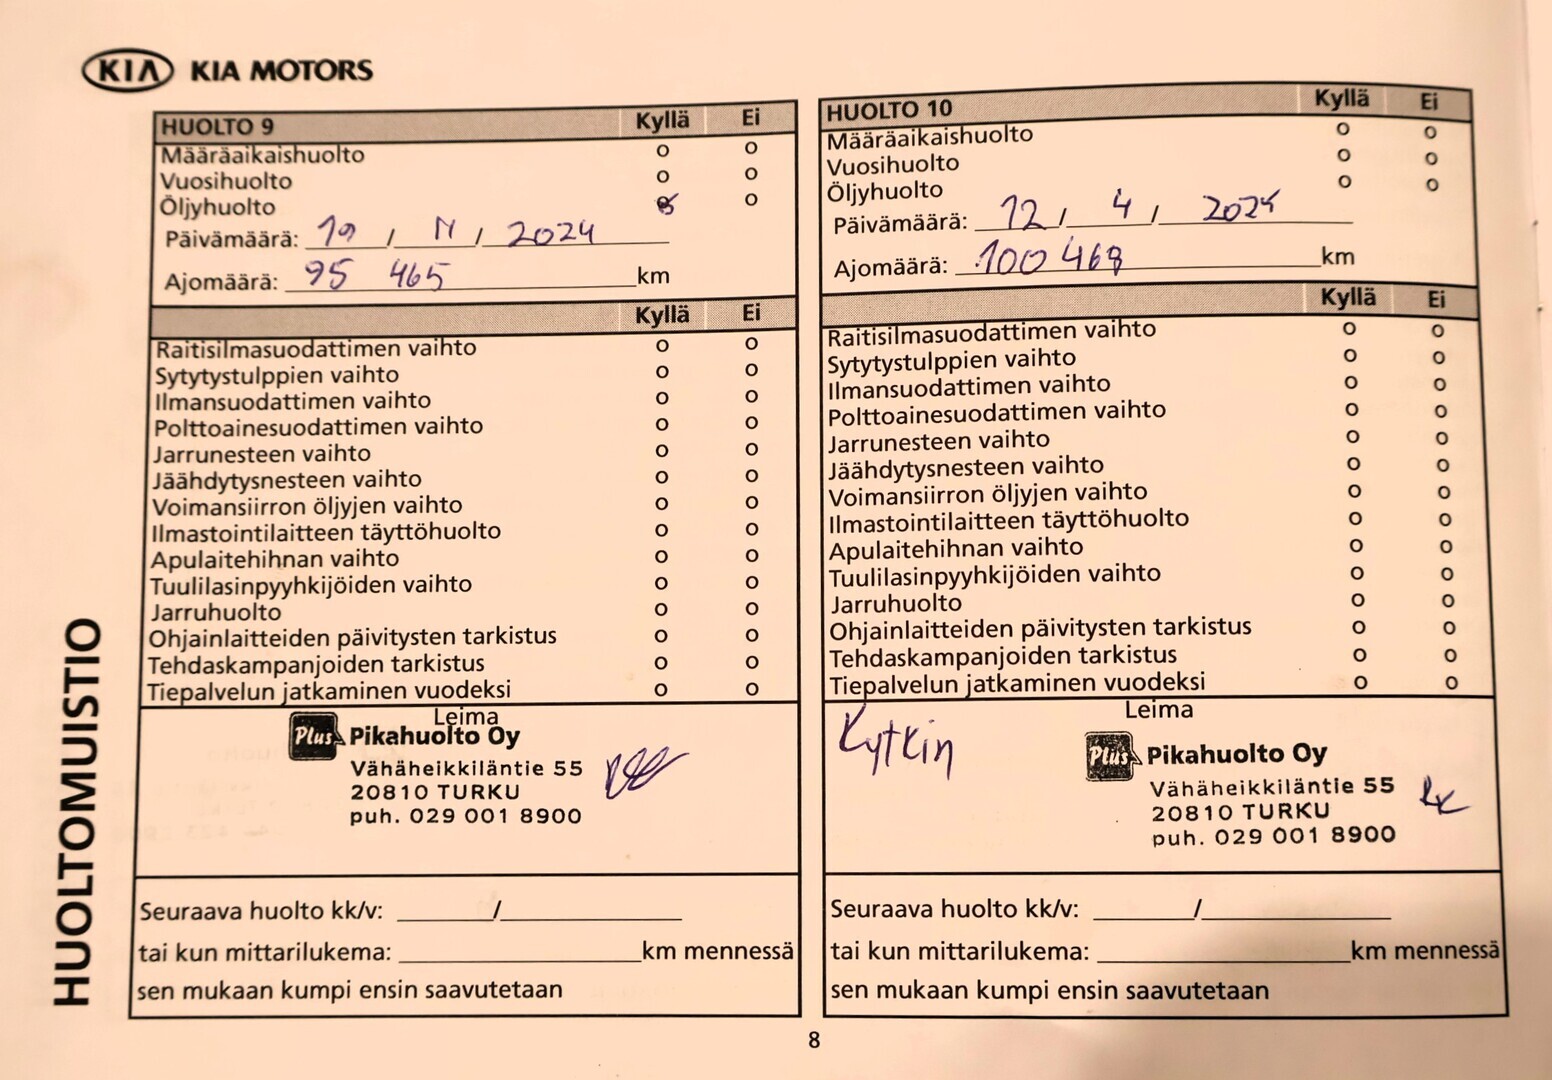 KIA KIA MOTORS
HUOLTO 9 Kyllä Ei
Määräaikaishuolto o o
Vuosihuolto o o
Öljyhuolto o
Päivämäärä: 19 / 11 / 2024
Ajomäärä: 95 465 km
Kyllä Ei
Raitisilmasuodattimen vaihto o o
Sytytystulppien vaihto o o
Ilmansuodattimen vaihto o o
Polttoainesuodattimen vaihto o o
Jarrunesteen vaihto o o
Jäähdytysnesteen vaihto o o
Voimansiirron öljyjen vaihto o o
Ilmastointilaitteen täyttöhuolto o o
Apulaitehihnan vaihto o o
Tuulilasinpyyhkijöiden vaihto o o
Jarruhuolto o o
Ohjainlaitteiden päivitysten tarkistus o o
Tehdaskampanjoiden tarkistus o o
Tiepalvelun jatkaminen vuodeksi o o
Leima
Plus Pikahuolto Oy
Vähäheikkiläntie 55
20810 TURKU
puh. 029 001 8900
Seuraava huolto kk/v: /
tai kun mittarilukema: km mennessä
sen mukaan kumpi ensin saavutetaan
HUOLTO 10 Kyllä Ei
Määräaikaishuolto o o
Vuosihuolto o o
Öljyhuolto o o
Päivämäärä: 12 / 4 / 
Ajomäärä: 100 468 km
Kyllä Ei
Raitisilmasuodattimen vaihto o o
Sytytystulppien vaihto o o
Ilmansuodattimen vaihto o o
Polttoainesuodattimen vaihto o o
Jarrunesteen vaihto o o
Jäähdytysnesteen vaihto o o
Voimansiirron öljyjen vaihto o o
Ilmastointilaitteen täyttöhuolto o o
Apulaitehihnan vaihto o o
Tuulilasinpyyhkijöiden vaihto o o
Jarruhuolto o o
Ohjainlaitteiden päivitysten tarkistus o o
Tehdaskampanjoiden tarkistus o o
Tiepalvelun jatkaminen vuodeksi o o
Leima
Kytkin
Plus Pikahuolto Oy
Vähäheikkiläntie 55
20810 TURKU
puh. 029 001 8900
Seuraava huolto kk/v: /
tai kun mittarilukema: km mennessä
sen mukaan kumpi ensin saavutetaan
HUOLTOMUISTIO
8